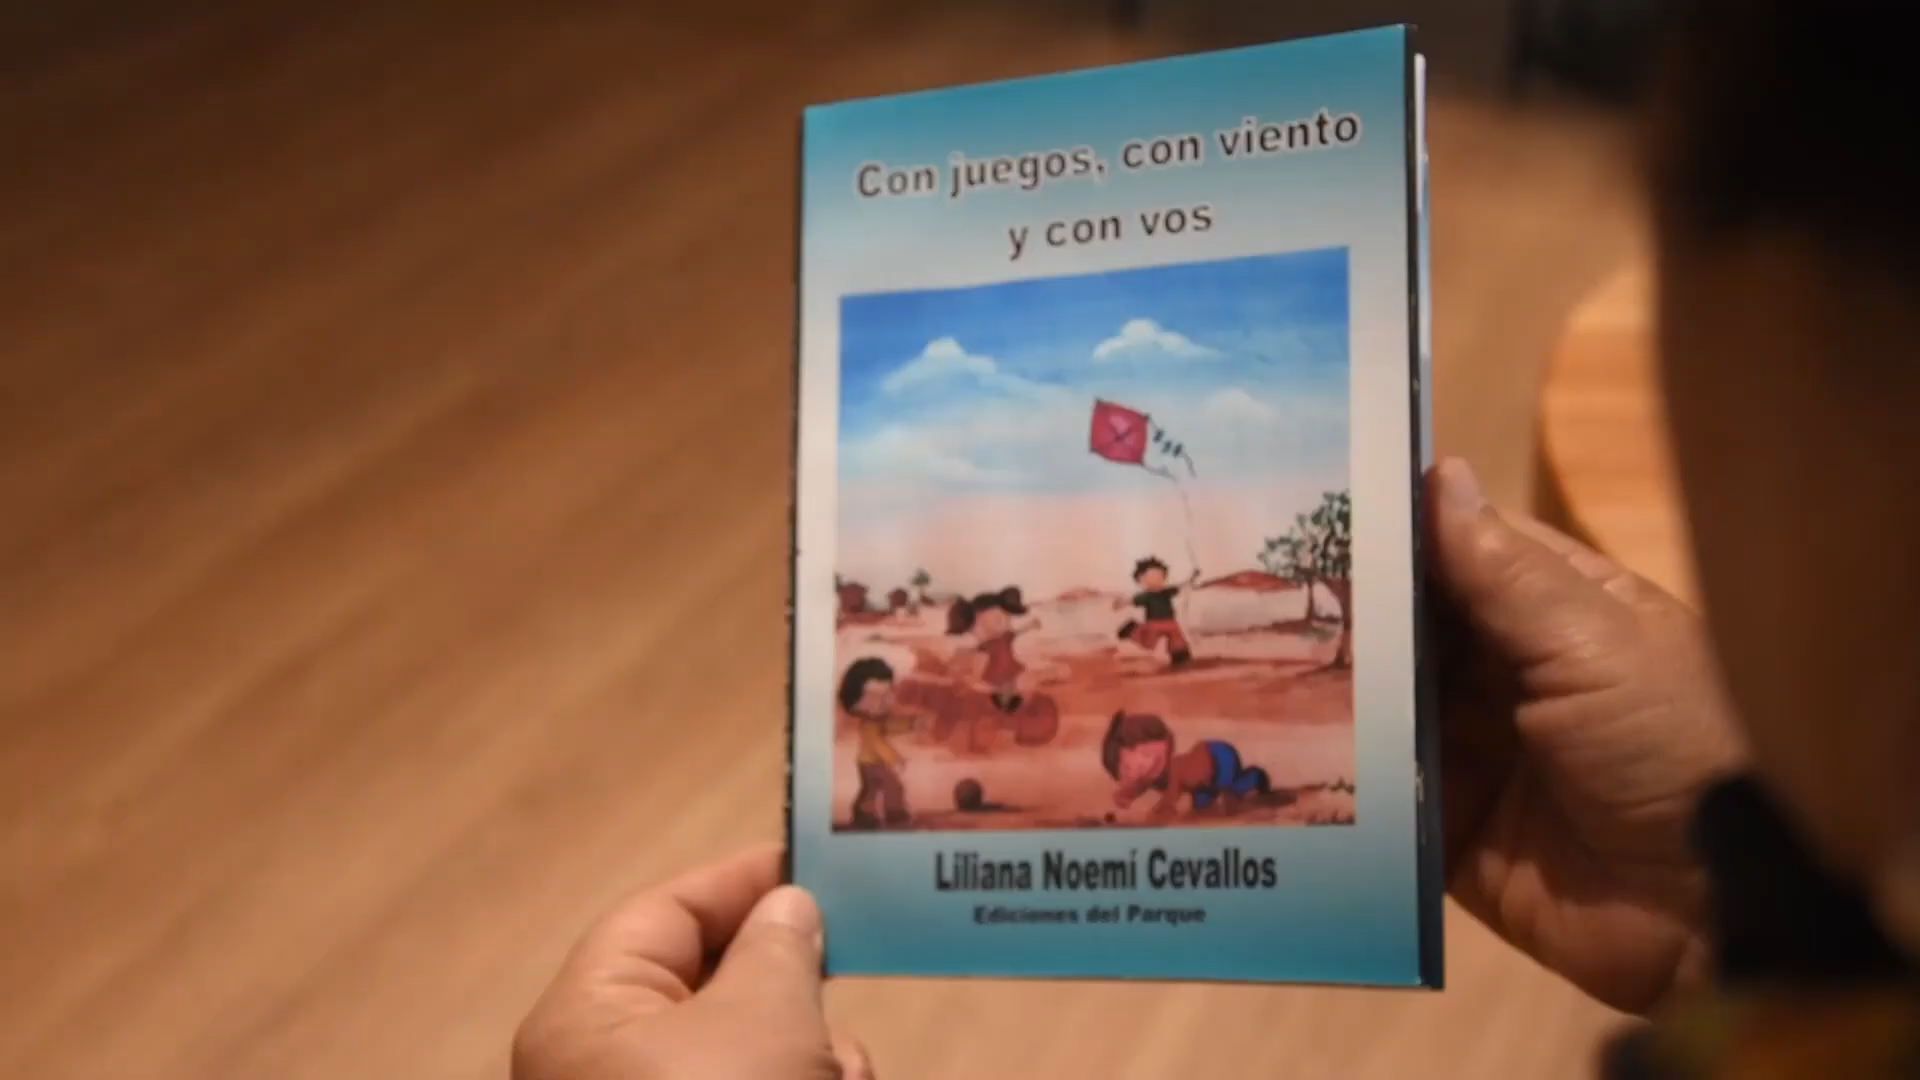 Con juegos, con viento
y con vos
Liliana Noemí Cevallos
Ediciones del Parque